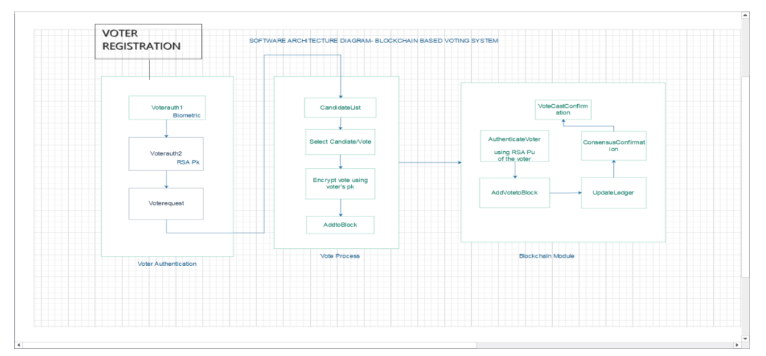 VOTER
REGISTRATION
SOFTWARE ARCHITECTURE DIAGRAM- BLOCKCHAIN BASED VOTING SYSTEM
Voterauth1
Biometric
Voterauth2
RSA Pk
Voterequest
Voter Authentication
CandidateList
Select Candiate/Vote
Encrypt vote using
voter's pk
AddtoBlock
Vote Process
VoteCastConfirm
ation
AuthenticateVoter
using RSA Pu
of the voter
ConsensusConfirmat
ion
AddVotetoBlock
UpdateLedger
Blockchain Module